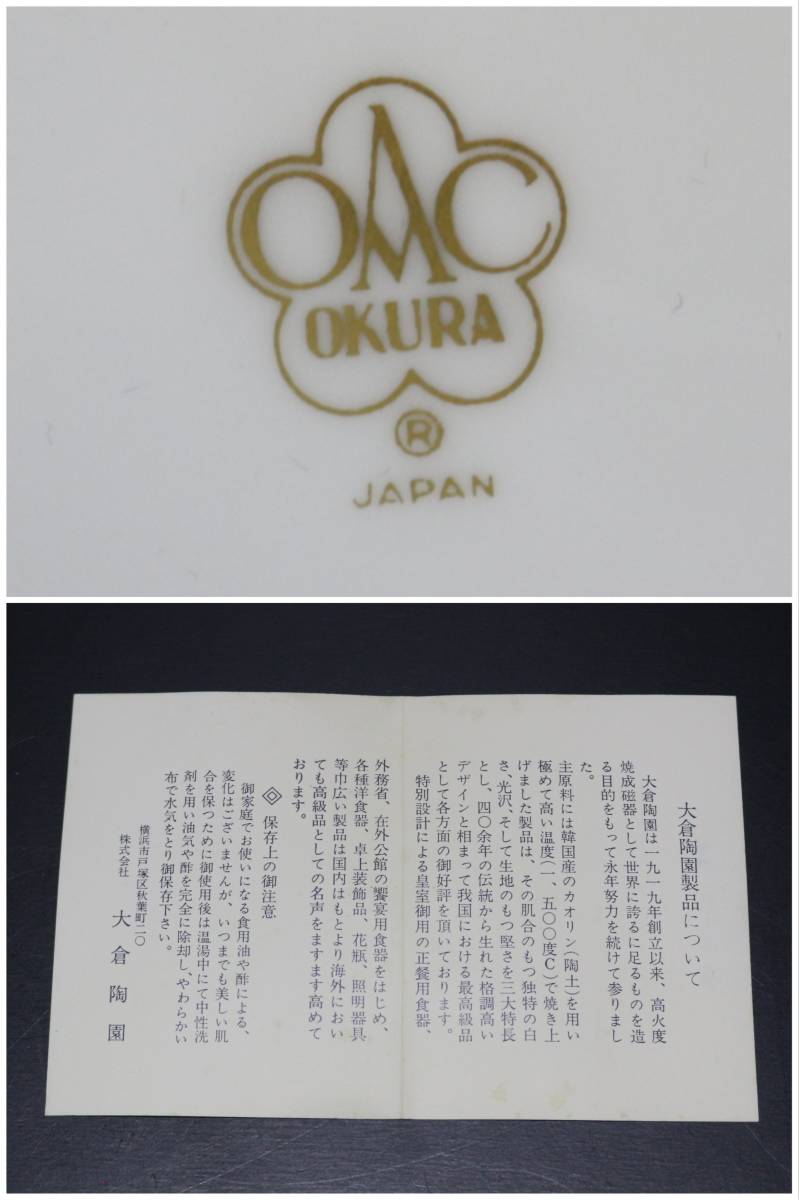 OAC
OKURA
®
JAPAN
大倉陶園製品について
大倉陶園は一九一九年創立以来、高火度
焼成磁器として世界に誇るに足るものを造
る目的をもって永年努力を続けて参りまし
た。
主原料には韓国産のカオリン(陶土)を用い
極めて高い温度(一、五〇〇度C)で焼き上
げました製品は、その肌合のもつ独特の白
さ、光沢、そして生地のもつ堅さを三大特長
とし、四〇余年の伝統から生れた格調高い
デザインと相まって我国における最高級品
として各方面の御好評を頂いております。
特別設計による皇室御用の正餐用食器、
外務省、在外公館の饗宴用食器をはじめ、
各種洋食器、卓上装飾品、花瓶、照明器具
等巾広い製品は国内はもとより海外におい
ても高級品としての名声をますます高めて
おります。
◈ 保存上の御注意
御家庭でお使いになる食用油や酢による、
変化はございませんが、いつまでも美しい肌
合を保つために御使用後は温湯中にて中性洗
剤を用い油気や酢を完全に除却し、やわらかい
布で水気をとり御保存下さい。
横浜市戸塚区秋葉町二〇
株式会社 大倉陶園